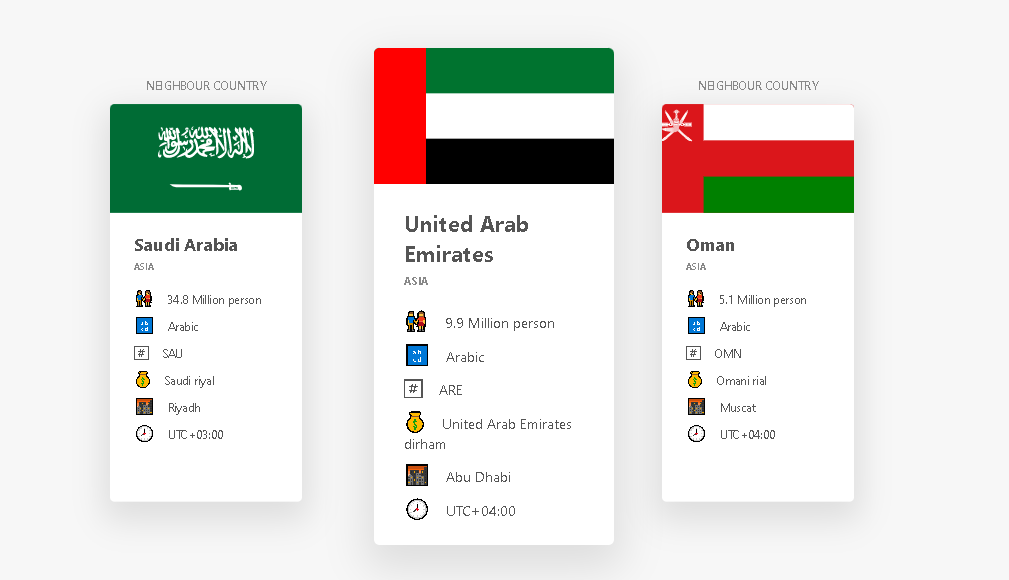 NEIGHBOUR COUNTRY
لا إله إلا الله محمد رسول الله
Saudi Arabia
ASIA
34.8 Million person
Arabic
SAU
Saudi riyal
Riyadh
UTC+03:00
United Arab
Emirates
ASIA
9.9 Million person
Arabic
#
ARE
United Arab Emirates
dirham
Abu Dhabi
UTC+04:00
NEIGHBOUR COUNTRY
Oman
ASIA
5.1 Million person
Arabic
# OMN
Omani rial
Muscat
UTC+04:00